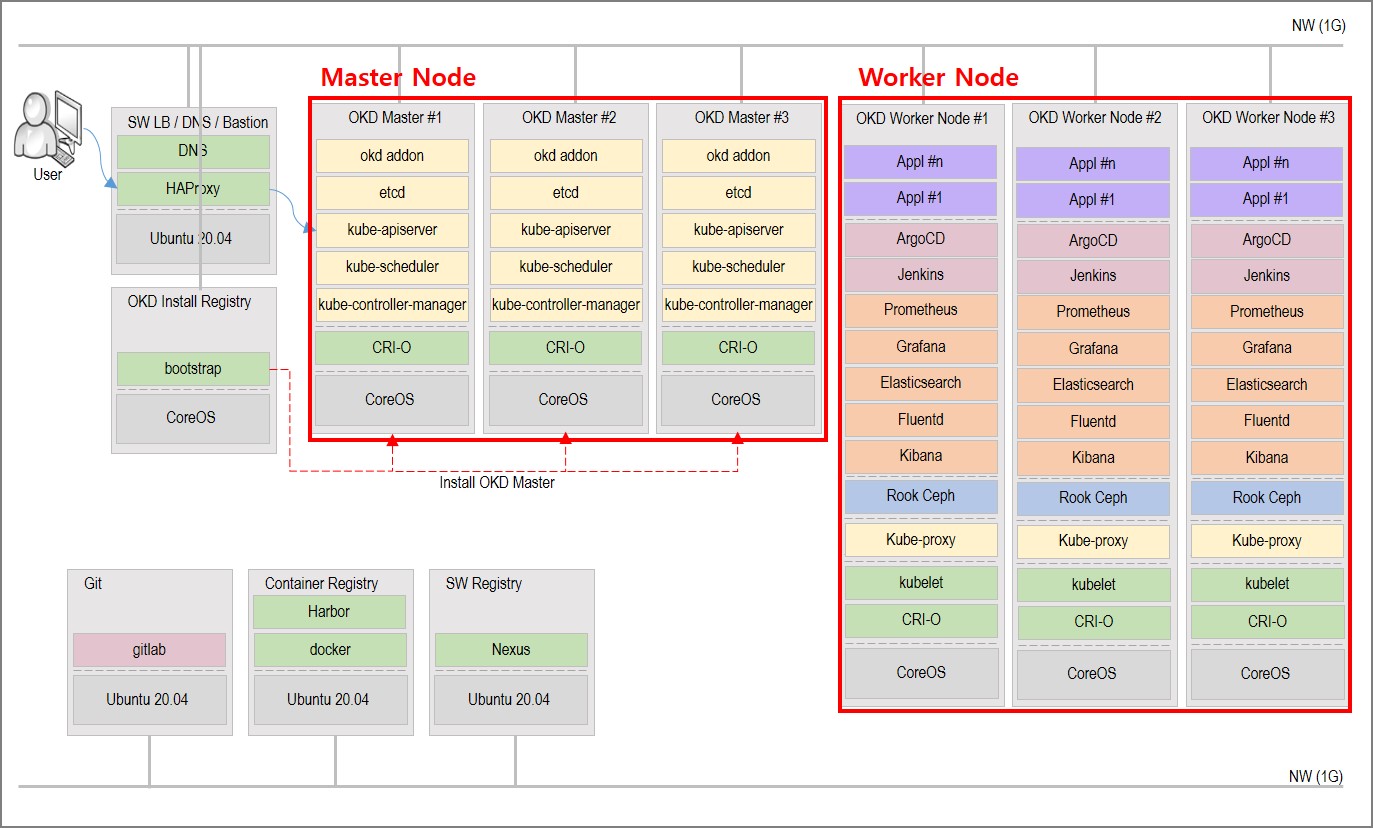 NW (1G)
Master Node
Worker Node
User
SW LB / DNS / Bastion
DNS
HAProxy
Ubuntu 20.04
OKD Install Registry
bootstrap
CoreOS
OKD Master #1
okd addon
etcd
kube-apiserver
kube-scheduler
kube-controller-manager
CRI-O
CoreOS
OKD Master #2
okd addon
etcd
kube-apiserver
kube-scheduler
kube-controller-manager
CRI-O
CoreOS
OKD Master #3
okd addon
etcd
kube-apiserver
kube-scheduler
kube-controller-manager
CRI-O
CoreOS
Install OKD Master
OKD Worker Node #1
Appl #n
Appl #1
ArgoCD
Jenkins
Prometheus
Grafana
Elasticsearch
Fluentd
Kibana
Rook Ceph
Kube-proxy
kubelet
CRI-O
CoreOS
OKD Worker Node #2
Appl #n
Appl #1
ArgoCD
Jenkins
Prometheus
Grafana
Elasticsearch
Fluentd
Kibana
Rook Ceph
Kube-proxy
kubelet
CRI-O
CoreOS
OKD Worker Node #3
Appl #n
Appl #1
ArgoCD
Jenkins
Prometheus
Grafana
Elasticsearch
Fluentd
Kibana
Rook Ceph
Kube-proxy
kubelet
CRI-O
CoreOS
Git
gitlab
Ubuntu 20.04
Container Registry
Harbor
docker
Ubuntu 20.04
SW Registry
Nexus
Ubuntu 20.04
NW (1G)